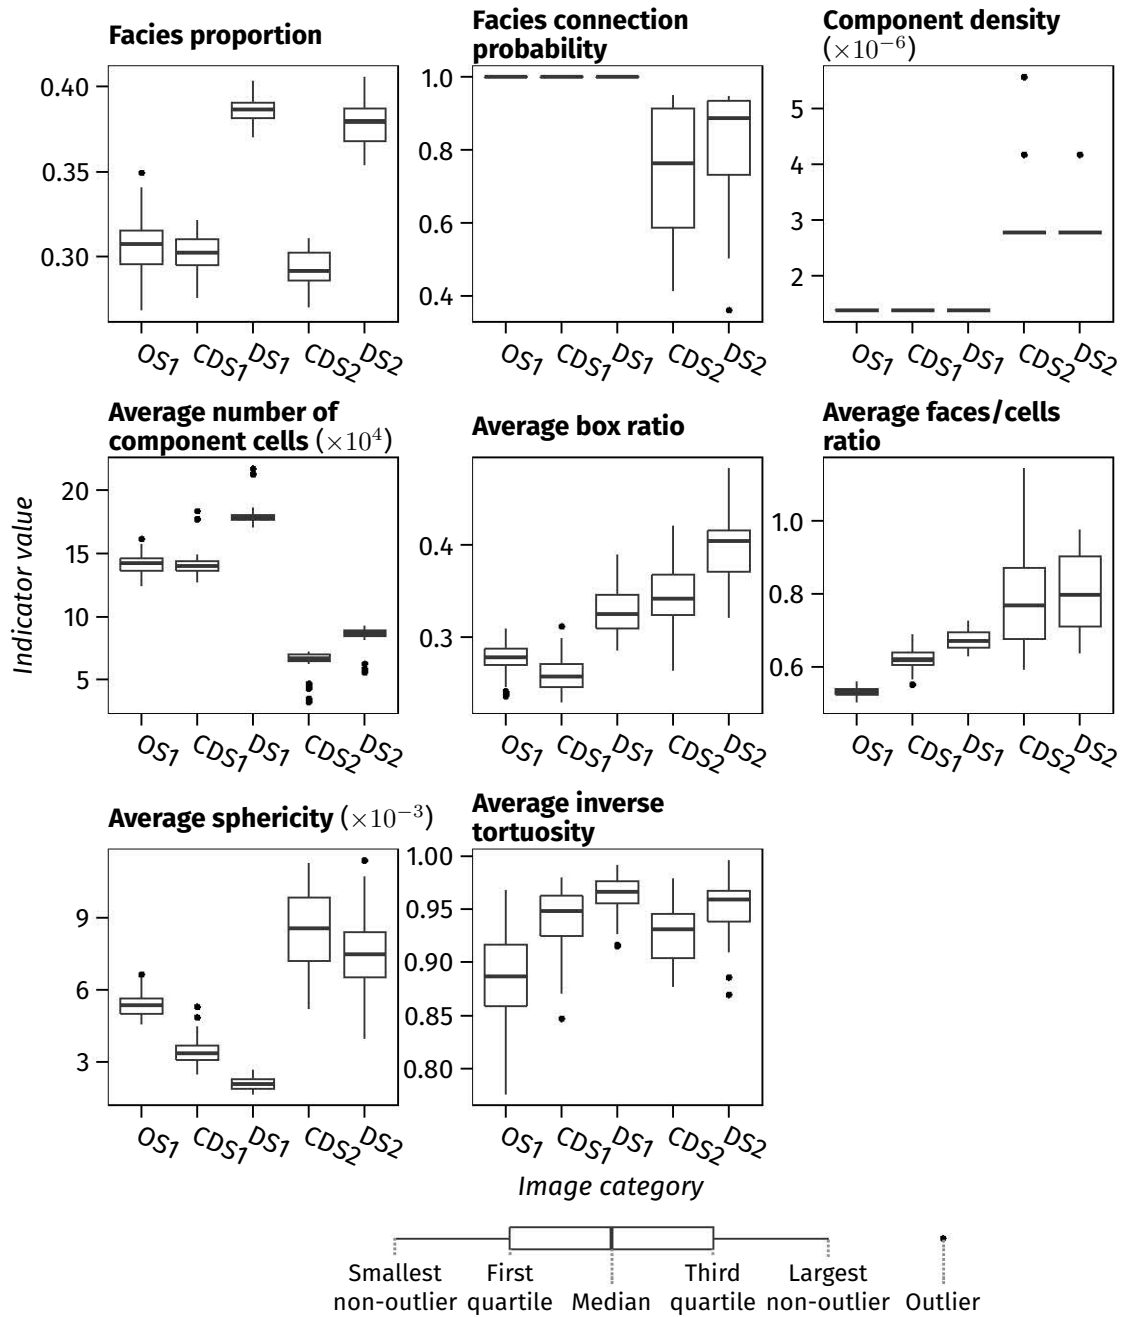 Facies proportion
Facies connection
probability
Component density
(×10⁻⁶)
0.40
0.35
0.30
OS1
CDS1
DS1
CDS2
DS2
1.0
0.8
0.6
0.4
OS1
CDS1
DS1
CDS2
DS2
5
4
3
2
OS1
CDS1
DS1
CDS2
DS2
Average number of
component cells (×10⁴)
Average box ratio
Average faces/cells
ratio
Indicator value
20
15
10
5
OS1
CDS1
DS1
CDS2
DS2
0.4
0.3
OS1
CDS1
DS1
CDS2
DS2
1.0
0.8
0.6
OS1
CDS1
DS1
CDS2
DS2
Average sphericity (×10⁻³)
Average inverse
tortuosity
9
6
3
OS1
CDS1
DS1
CDS2
DS2
1.00
0.95
0.90
0.85
0.80
OS1
CDS1
DS1
CDS2
DS2
Image category
Smallest
non-outlier
First
quartile
Median
Third
quartile
Largest
non-outlier
Outlier